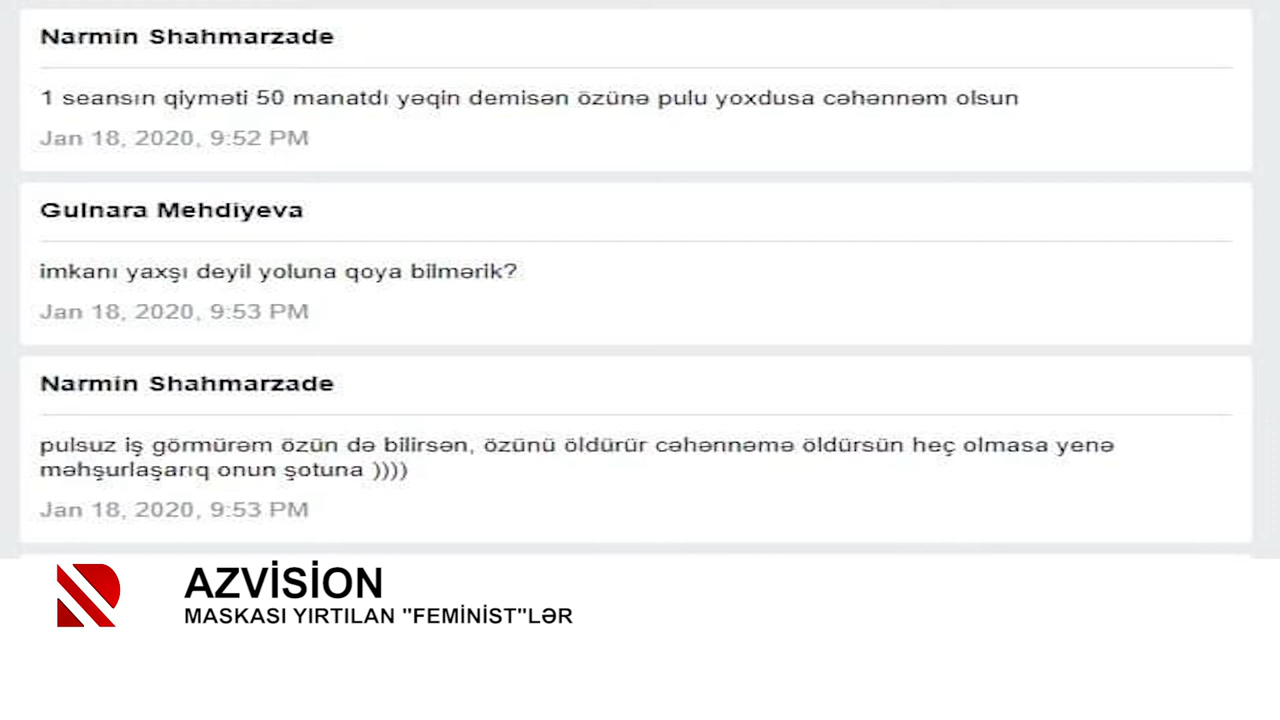 Narmin Shahmarzade
1 seansın qiyməti 50 manatdı yəqin demisən özünə pulu yoxdusa cəhənnəm olsun
Jan 18, 2020, 9:52 PM
Gulnara Mehdiyeva
imkanı yaxşı deyil yoluna qoya bilmərik?
Jan 18, 2020, 9:53 PM
Narmin Shahmarzade
pulsuz iş görmürəm özün də bilirsən, özünü öldürür cəhənnəmə öldürsün heç olmasa yenə
məhşurlaşarıq onun şotuna ))))
Jan 18, 2020, 9:53 PM
AZVİSİON
MASKASI YIRTILAN "FEMİNİST"LƏR